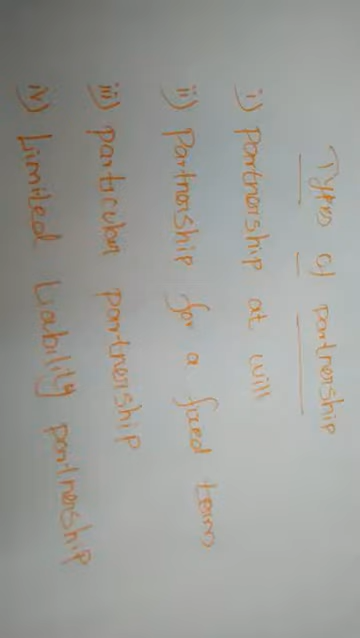 Types of partnership
i) partnership at will
ii) partnership for a fixed term
iii) particular partnership
iv) Limited Liability partnership